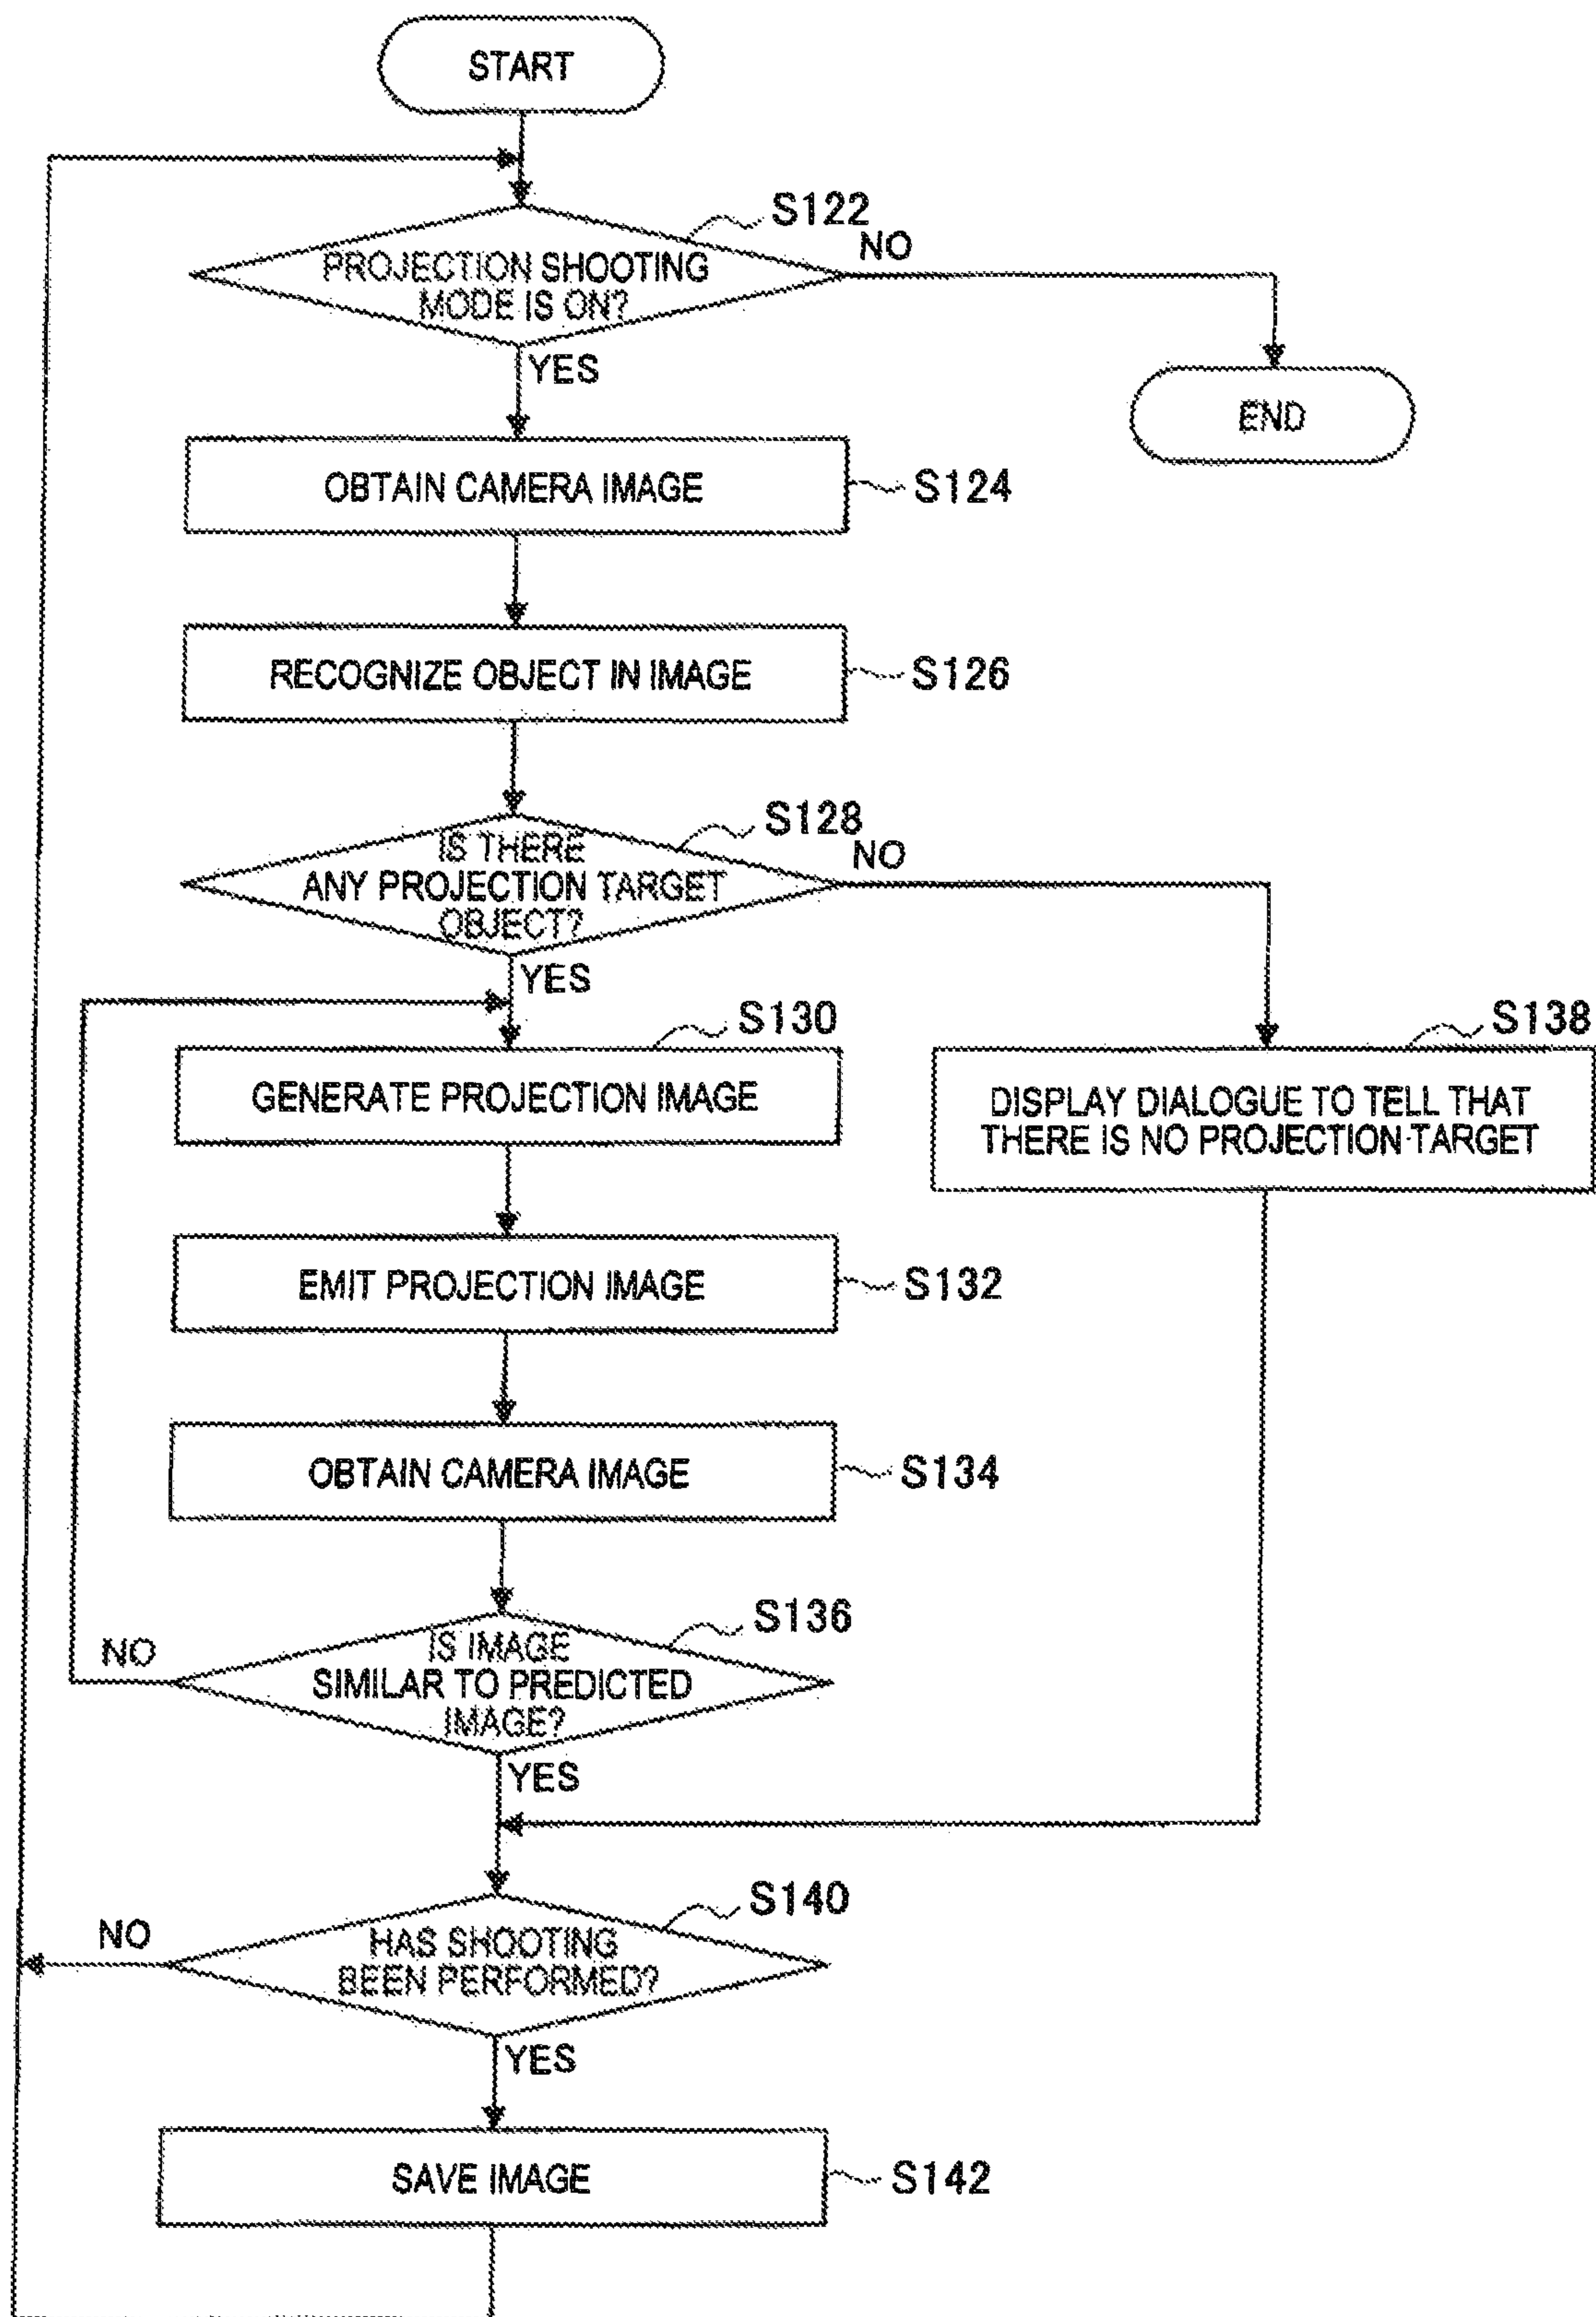 START
S122
NO
PROJECTION SHOOTING
MODE IS ON?
YES
END
OBTAIN CAMERA IMAGE
S124
RECOGNIZE OBJECT IN IMAGE
S126
S128
IS THERE
NO
ANY PROJECTION TARGET
OBJECT?
YES
S130
S138
GENERATE PROJECTION IMAGE
DISPLAY DIALOGUE TO TELL THAT
THERE IS NO PROJECTION TARGET
EMIT PROJECTION IMAGE
S132
OBTAIN CAMERA IMAGE
S134
S136
NO
IS IMAGE
SIMILAR TO PREDICTED
IMAGE?
YES
S140
NO
HAS SHOOTING
BEEN PERFORMED?
YES
SAVE IMAGE
S142